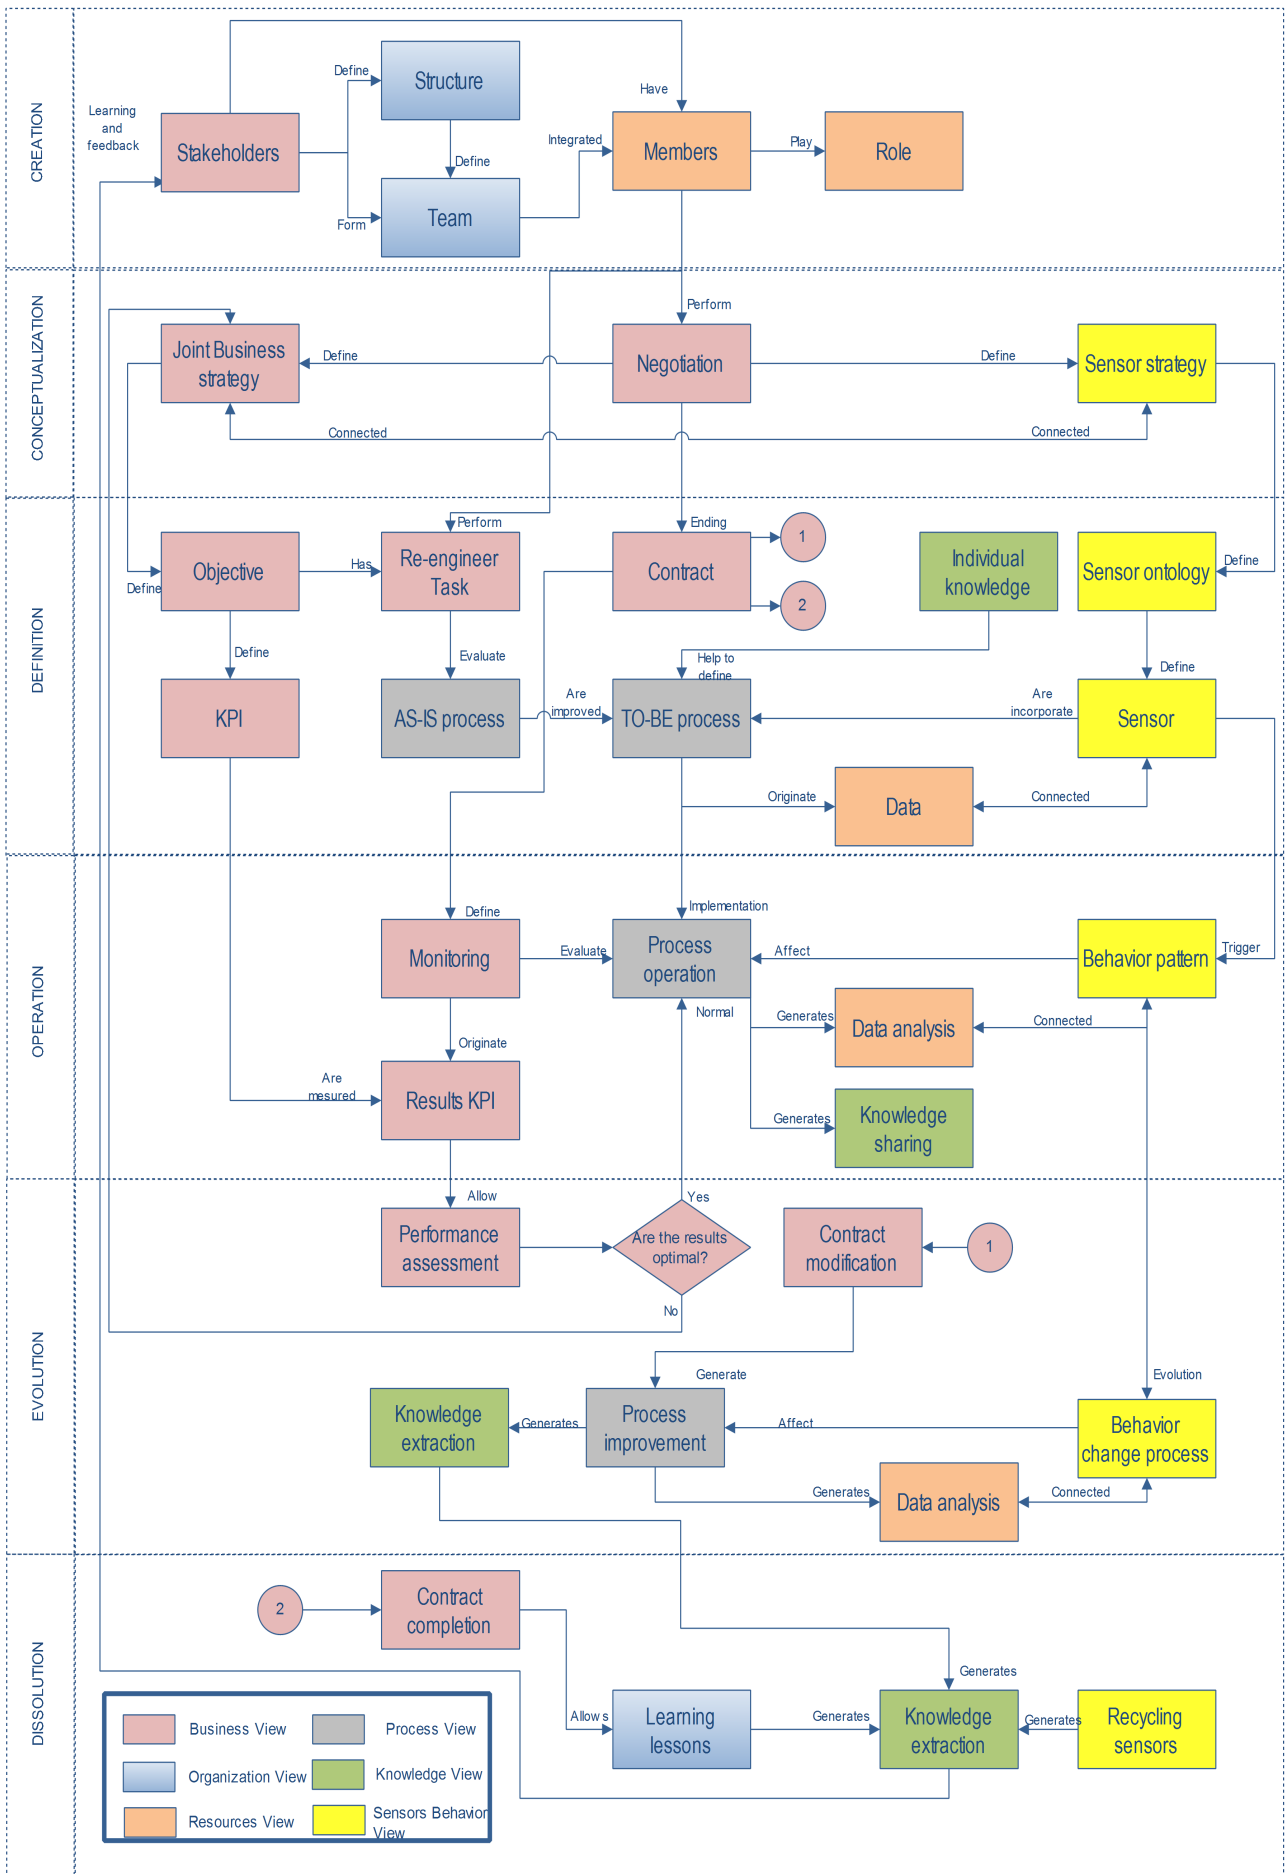 CREATION
Learning
and
feedback
Stakeholders
Define
Structure
Define
Form
Team
Integrated
Have
Members
Play
Role
CONCEPTUALIZATION
Perform
Joint Business
strategy
Define
Negotiation
Define
Sensor strategy
Connected
Connected
DEFINITION
Define
Objective
Has
Perform
Re-engineer
Task
Ending
Contract
1
2
Individual
knowledge
Sensor ontology
Define
Define
Evaluate
Help to
define
Define
KPI
AS-IS process
Are
improved
TO-BE process
Are
incorporate
Sensor
Originate
Data
Connected
OPERATION
Define
Implementation
Monitoring
Evaluate
Process
operation
Affect
Behavior pattern
Trigger
Normal
Generates
Data analysis
Connected
Originate
Are
mesured
Results KPI
Generates
Knowledge
sharing
EVOLUTION
Allow
Yes
Performance
assessment
Are the results
optimal?
No
Contract
modification
1
Generate
Evolution
Knowledge
extraction
Generates
Process
improvement
Affect
Behavior
change process
Generates
Data analysis
Connected
DISSOLUTION
2
Contract
completion
Generates
Allows
Learning
lessons
Generates
Knowledge
extraction
Generates
Recycling
sensors
Business View
Process View
Organization View
Knowledge View
Resources View
Sensors Behavior
View